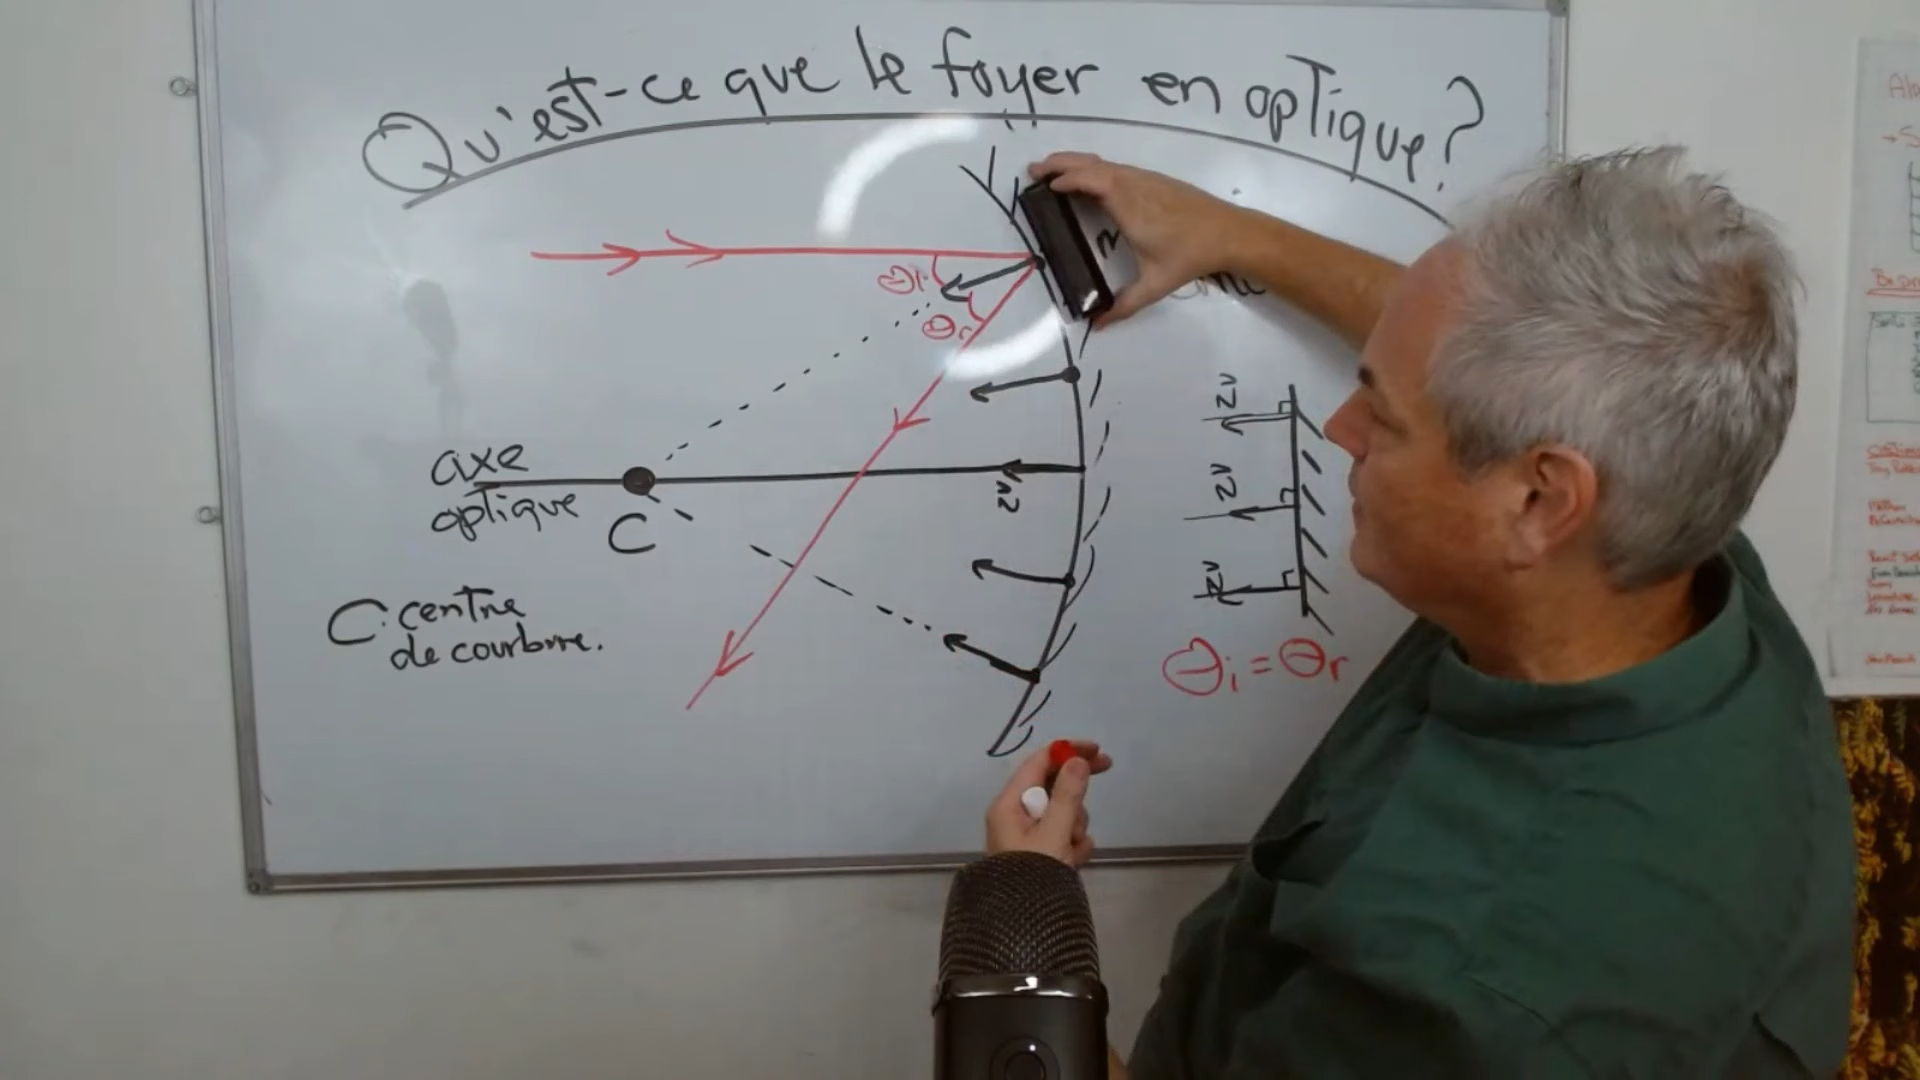 Qu'est-ce que le foyer en optique?
θi
θr
axe
optique
C
C: centre
de courbure.
N
N
N
N
N
θi = θr